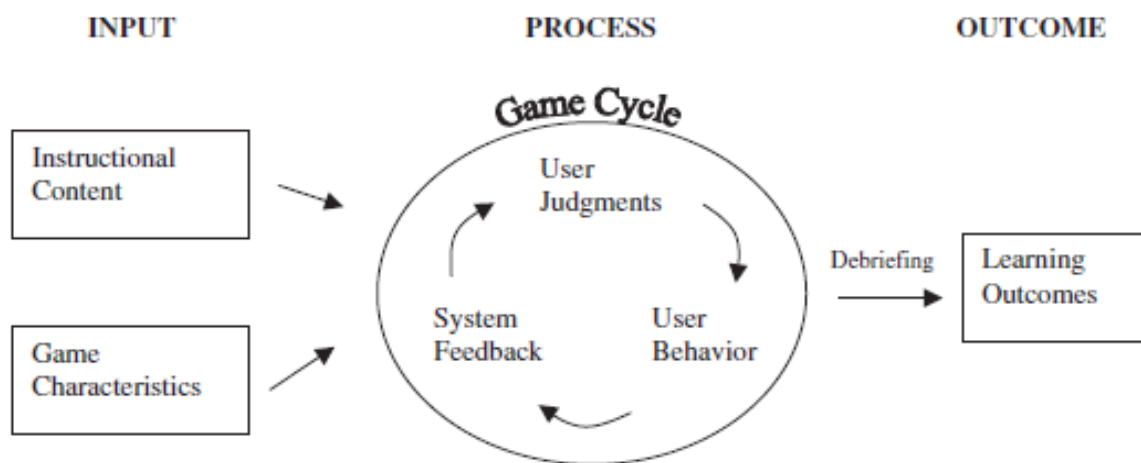 INPUT
PROCESS
OUTCOME
Game Cycle
Instructional
Content
Game
Characteristics
User
Judgments
System
Feedback
User
Behavior
Debriefing
Learning
Outcomes